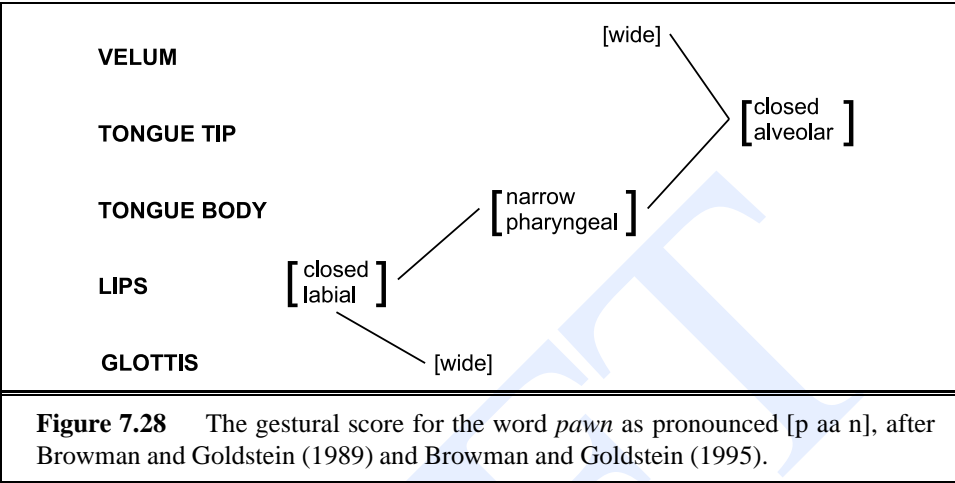 [wide]
VELUM
[closed
alveolar]
TONGUE TIP
[narrow
pharyngeal]
TONGUE BODY
[closed
labial]
LIPS
GLOTTIS [wide]
Figure 7.28 The gestural score for the word pawn as pronounced [p aa n], after
Browman and Goldstein (1989) and Browman and Goldstein (1995).